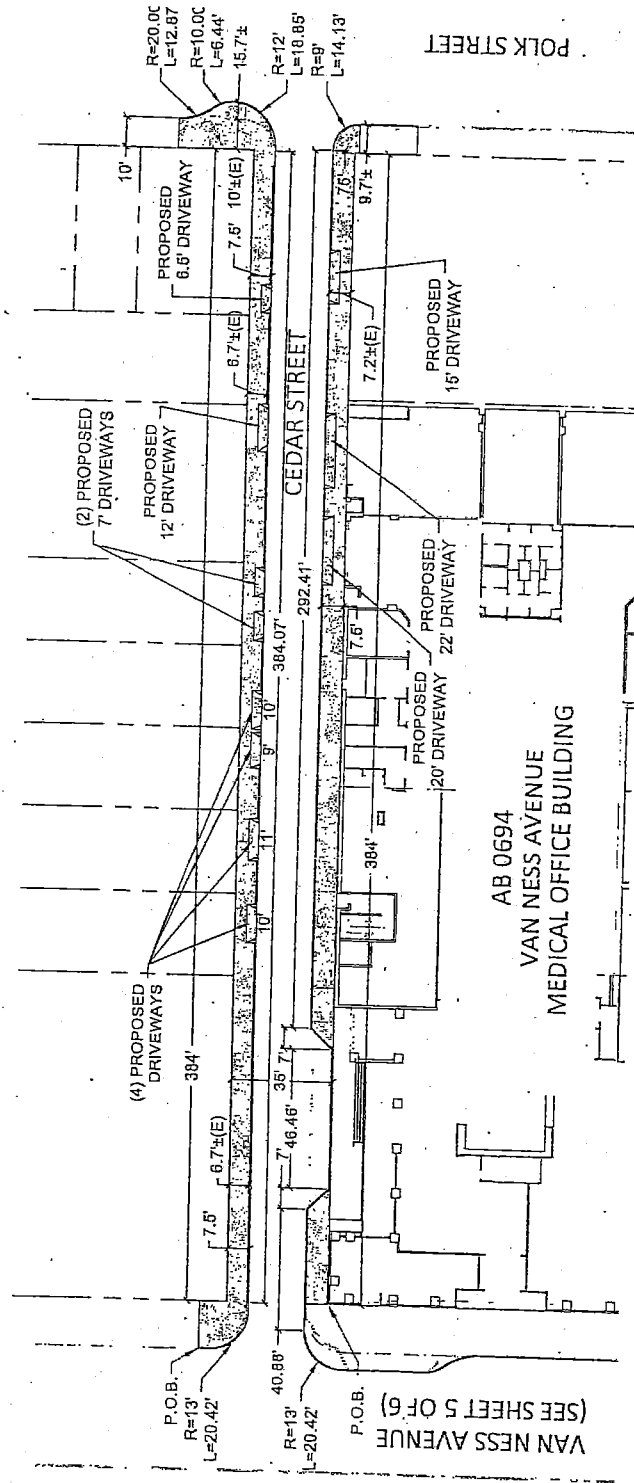 R=20.00
L=12.87
R=10.00
L=6.44'
15.7'±
R=12'
L=18.85'
R=9'
L=14.13'
POLK STREET
10'
10'±(E)
PROPOSED
6.5' DRIVEWAY
7.5'
6.7'±(E)
7.5'
9.7'±
7.2'±(E)
PROPOSED
15' DRIVEWAY
CEDAR STREET
(2) PROPOSED
7' DRIVEWAYS
PROPOSED
12' DRIVEWAY
384.07'
292.41'
7.5'
PROPOSED
22' DRIVEWAY
PROPOSED
20' DRIVEWAY
10'
9'
11'
10'
(4) PROPOSED
DRIVEWAYS
384'
384'
AB 0694
VAN NESS AVENUE
MEDICAL OFFICE BUILDING
7'
35'
46.46'
7'
6.7'±(E)
7.5'
40.88'
P.O.B.
R=13'
L=20.42'
R=13'
L=20.42'
P.O.B.
VAN NESS AVENUE
(SEE SHEET 5 OF 6)